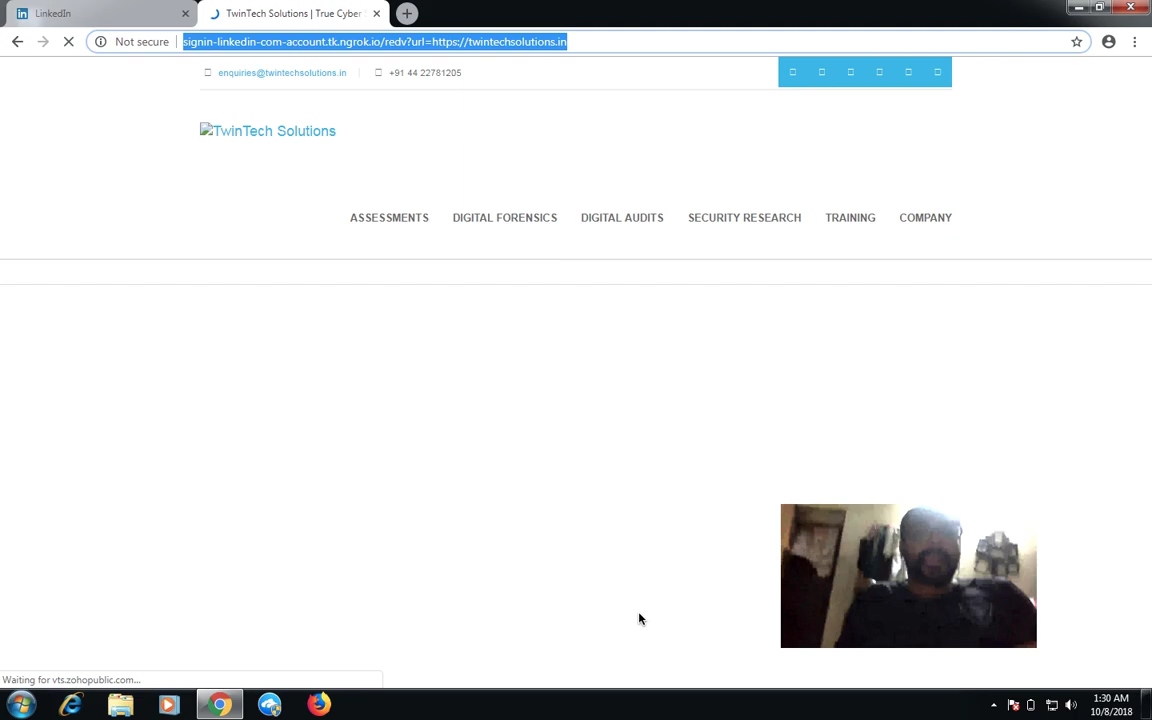 LinkedIn
TwinTech Solutions | True Cyber
Not secure
signin-linkedin-com-account.tk.ngrok.io/redv?url=https://twintechsolutions.in
enquiries@twintechsolutions.in
+91 44 22781205
TwinTech Solutions
ASSESSMENTS DIGITAL FORENSICS DIGITAL AUDITS SECURITY RESEARCH TRAINING COMPANY
Waiting for vts.zohopublic.com...
1:30 AM
10/8/2018